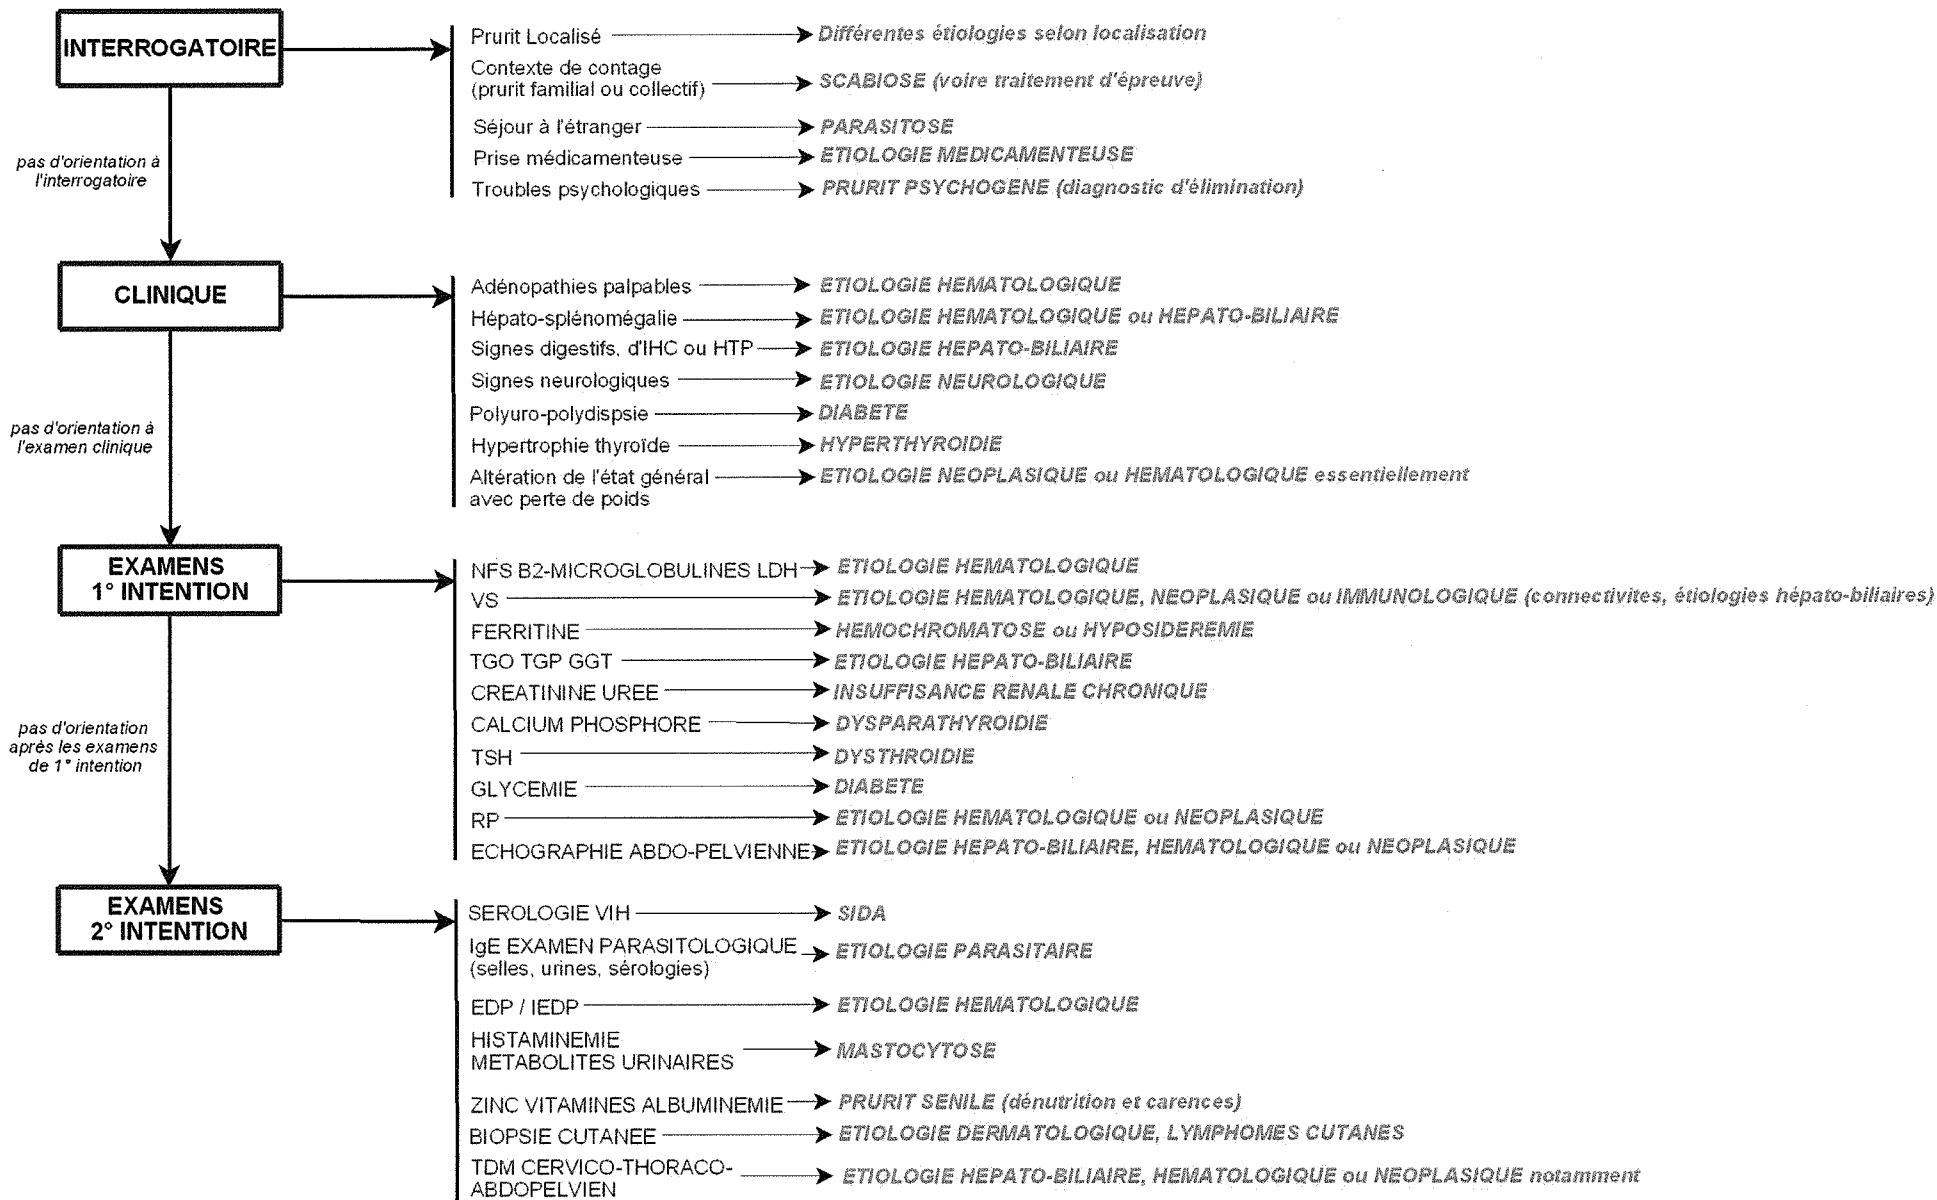 INTERROGATOIRE
Prurit Localisé
Différentes étiologies selon localisation
Contexte de contage
(prurit familial ou collectif)
SCABIOSE (voire traitement d'épreuve)
Séjour à l'étranger
PARASITOSE
Prise médicamenteuse
ETIOLOGIE MEDICAMENTEUSE
Troubles psychologiques
PRURIT PSYCHOGENE (diagnostic d'élimination)
pas d'orientation à
l'interrogatoire
CLINIQUE
Adénopathies palpables
ETIOLOGIE HEMATOLOGIQUE
Hépato-splénomégalie
ETIOLOGIE HEMATOLOGIQUE ou HEPATO-BILIAIRE
Signes digestifs, d'IHC ou HTP
ETIOLOGIE HEPATO-BILIAIRE
Signes neurologiques
ETIOLOGIE NEUROLOGIQUE
Polyuro-polydispsie
DIABETE
Hypertrophie thyroïde
HYPERTHYROIDIE
Altération de l'état général
avec perte de poids
ETIOLOGIE NEOPLASIQUE ou HEMATOLOGIQUE essentiellement
pas d'orientation à
l'examen clinique
EXAMENS
1° INTENTION
NFS B2-MICROGLOBULINES LDH
ETIOLOGIE HEMATOLOGIQUE
VS
ETIOLOGIE HEMATOLOGIQUE, NEOPLASIQUE ou IMMUNOLOGIQUE (connectivites, étiologies hépato-biliaires)
FERRITINE
HEMOCHROMATOSE ou HYPOSIDEREMIE
TGO TGP GGT
ETIOLOGIE HEPATO-BILIAIRE
CREATININE UREE
INSUFFISANCE RENALE CHRONIQUE
CALCIUM PHOSPHORE
DYSPARATHYROIDIE
TSH
DYSTHROIDIE
GLYCEMIE
DIABETE
RP
ETIOLOGIE HEMATOLOGIQUE ou NEOPLASIQUE
ECHOGRAPHIE ABDO-PELVIENNE
ETIOLOGIE HEPATO-BILIAIRE, HEMATOLOGIQUE ou NEOPLASIQUE
pas d'orientation
après les examens
de 1° intention
EXAMENS
2° INTENTION
SEROLOGIE VIH
SIDA
IgE EXAMEN PARASITOLOGIQUE
(selles, urines, sérologies)
ETIOLOGIE PARASITAIRE
EDP / IEDP
ETIOLOGIE HEMATOLOGIQUE
HISTAMINEMIE
METABOLITES URINAIRES
MASTOCYTOSE
ZINC VITAMINES ALBUMINEMIE
PRURIT SENILE (dénutrition et carences)
BIOPSIE CUTANEE
ETIOLOGIE DERMATOLOGIQUE, LYMPHOMES CUTANES
TDM CERVICO-THORACO-
ABDOPELVIEN
ETIOLOGIE HEPATO-BILIAIRE, HEMATOLOGIQUE ou NEOPLASIQUE notamment